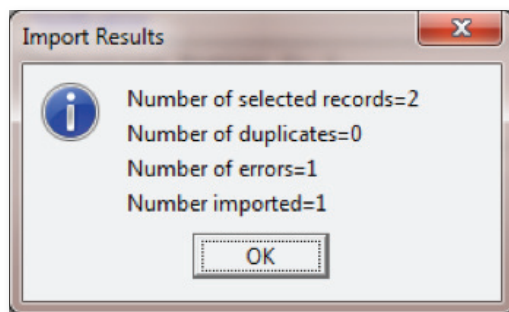 Import Results
Number of selected records=2
Number of duplicates=0
Number of errors=1
Number imported=1
OK